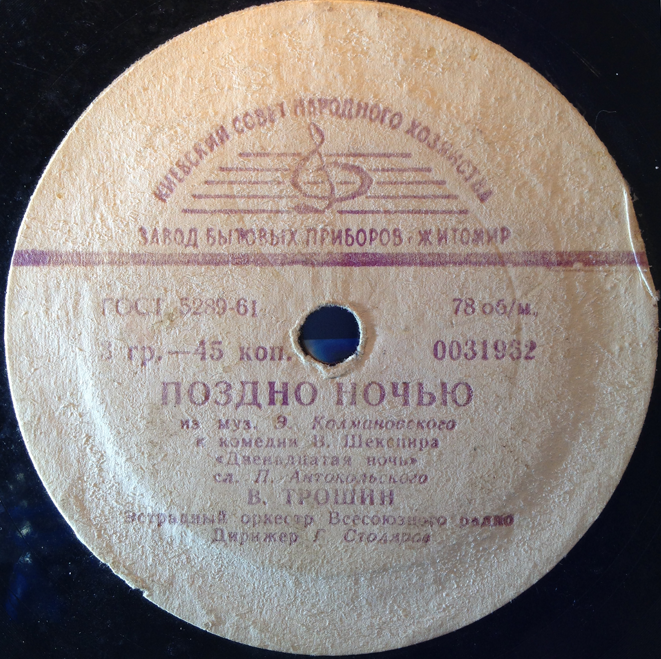 КИЕВСКИЙ СОВЕТ НАРОДНОГО ХОЗЯЙСТВА
ЗАВОД БЫТОВЫХ ПРИБОРОВ · ЖИТОМИР
ГОСТ 5289-61
78 об/м.
3 гр.—45 коп.
0031932
ПОЗДНО НОЧЬЮ
из муз. Э. Колмановского
к комедии В. Шекспира
«Двенадцатая ночь»
сл. П. Антокольского
В. ТРОШИН
Эстрадный оркестр Всесоюзного радио
Дирижер Г. Столяров